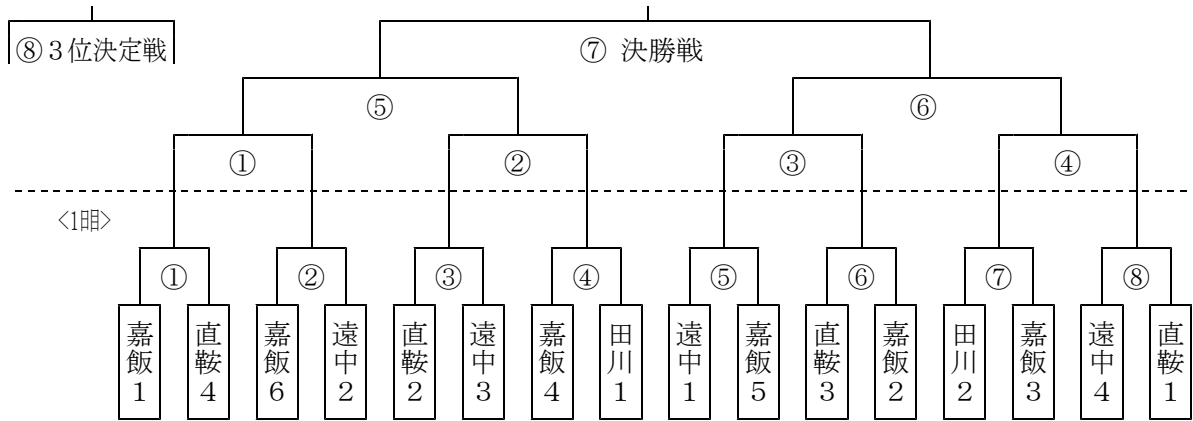 ⑧３位決定戦
⑦ 決勝戦
⑤ ⑥
① ② ③ ④
<1日目>
① ② ③ ④ ⑤ ⑥ ⑦ ⑧
嘉飯１
直鞍４
嘉飯６
遠中２
直鞍２
遠中３
嘉飯４
田川１
遠中１
嘉飯５
直鞍３
嘉飯２
田川２
嘉飯３
遠中４
直鞍１